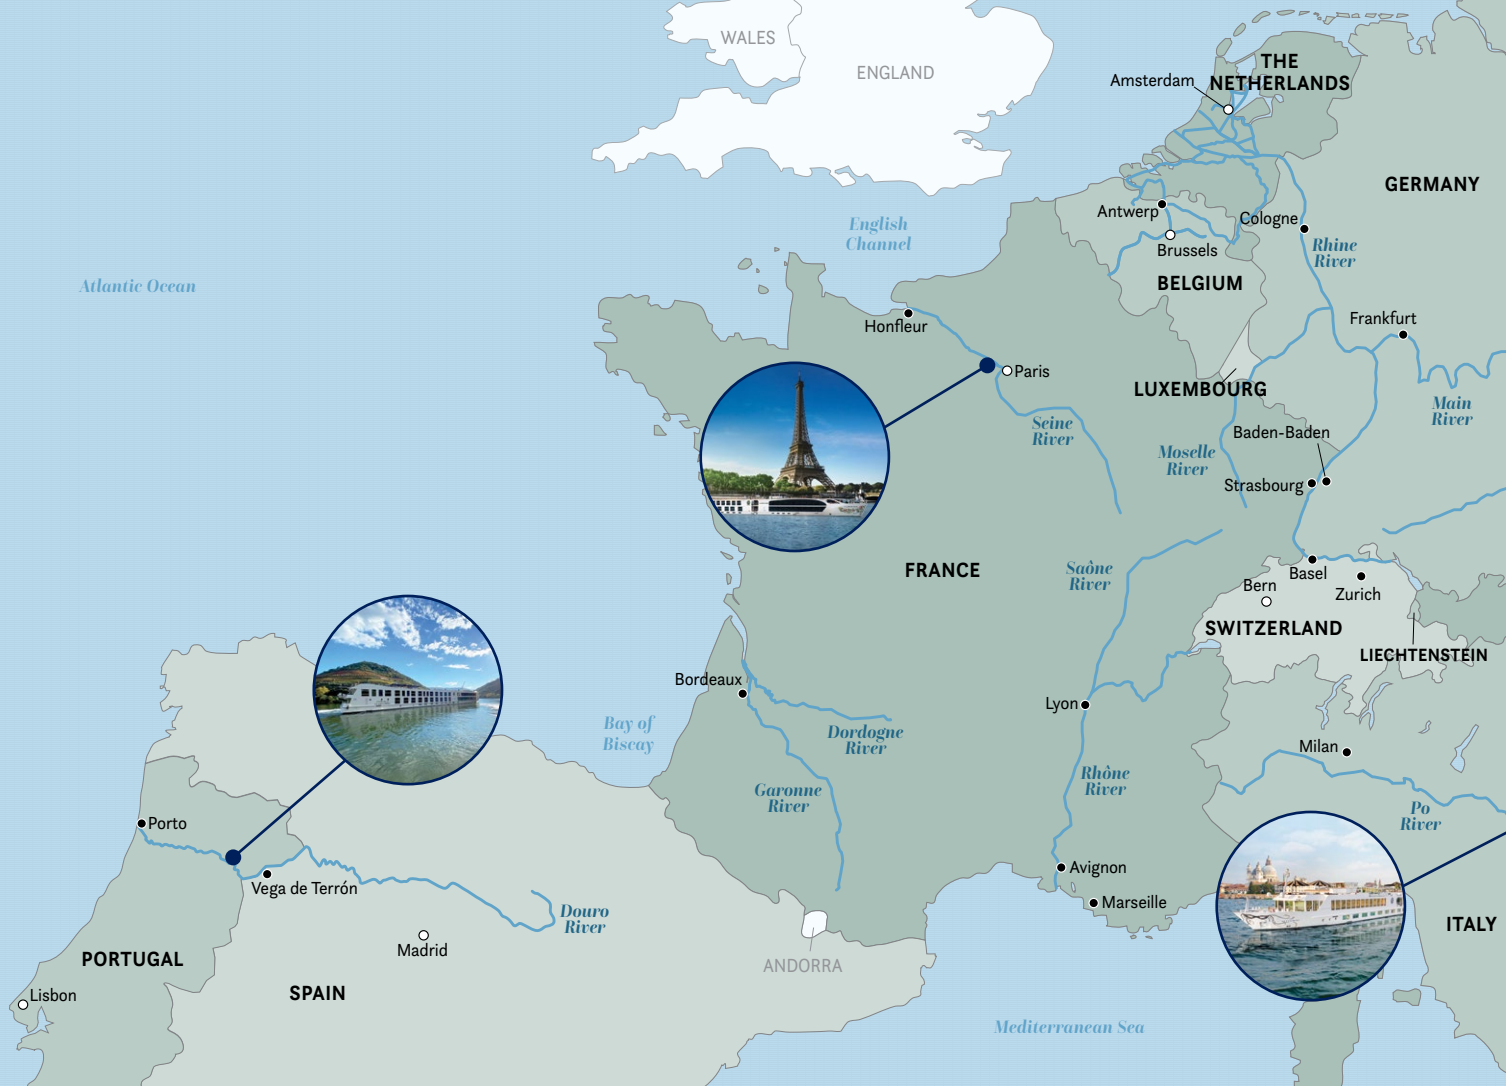 WALES
ENGLAND
THE
NETHERLANDS
Amsterdam
GERMANY
Antwerp
Cologne
English
Channel
Rhine
River
Brussels
BELGIUM
Atlantic Ocean
Honfleur
Frankfurt
Paris
LUXEMBOURG
Main
River
Seine
River
Baden-Baden
Moselle
River
Strasbourg
FRANCE
Saône
River
Basel
Bern
Zurich
SWITZERLAND
LIECHTENSTEIN
Bordeaux
Lyon
Bay of
Biscay
Dordogne
River
Milan
Garonne
River
Rhône
River
Po
River
Porto
Avignon
Vega de Terrón
Marseille
Douro
River
ITALY
Madrid
PORTUGAL
ANDORRA
Lisbon
SPAIN
Mediterranean Sea